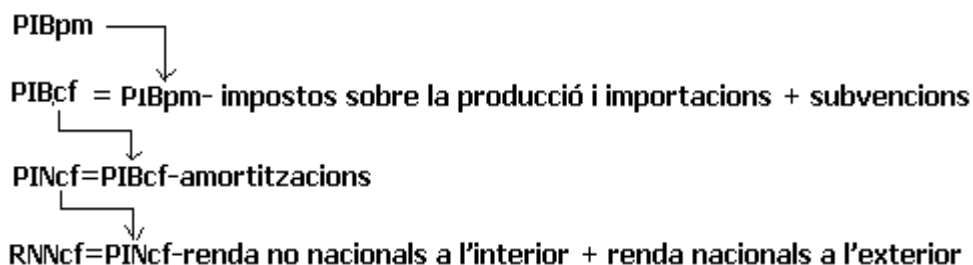 PIBpm
PIBcf = PIBpm- impostos sobre la producció i importacions + subvencions
PINcf=PIBcf-amortitzacions
RNNcf=PINcf-renda no nacionals a l'interior + renda nacionals a l'exterior